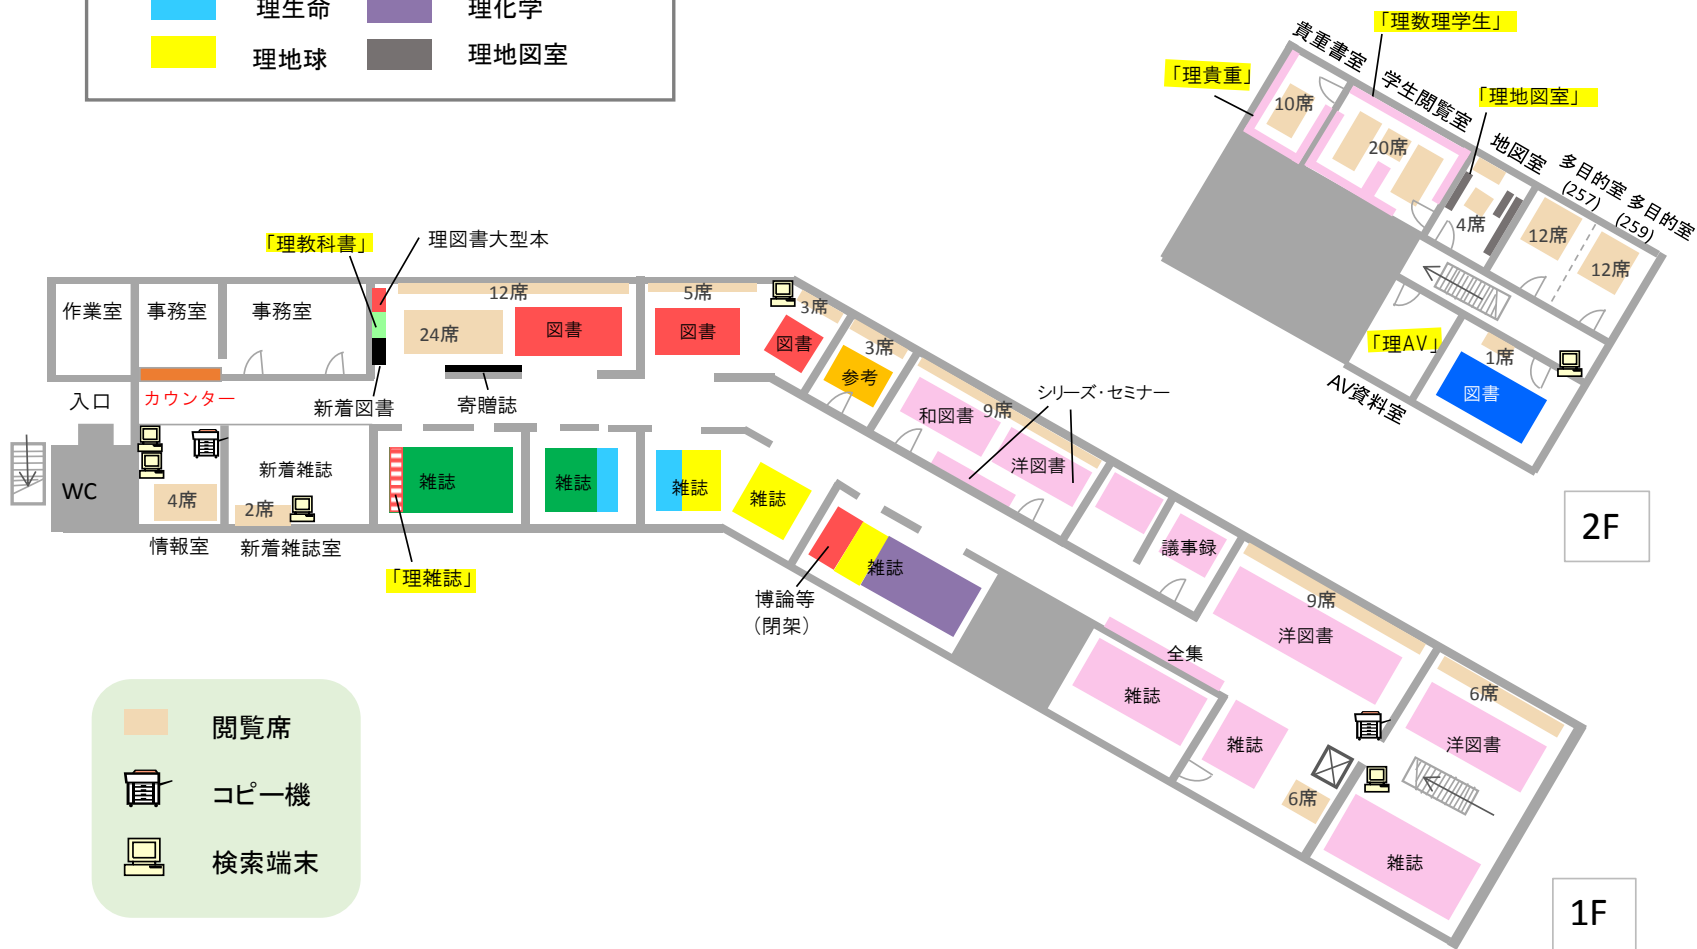 理生命
理化学
理地球
理地図室
「理数理学生」
「理貴重」
貴重書室
学生閲覧室
「理地図室」
地図室
多目的室
(257)
多目的室
(259)
10席
20席
4席
12席
12席
「理AV」
1席
図書
AV資料室
2F
「理教科書」
理図書大型本
作業室
事務室
事務室
12席
5席
3席
24席
図書
図書
図書
3席
参考
入口
カウンター
新着図書
寄贈誌
シリーズ・セミナー
和図書
9席
洋図書
WC
4席
新着雑誌
2席
雑誌
雑誌
雑誌
雑誌
情報室
新着雑誌室
「理雑誌」
雑誌
議事録
博論等
（閉架）
9席
洋図書
全集
雑誌
雑誌
6席
洋図書
6席
雑誌
1F
閲覧席
コピー機
検索端末